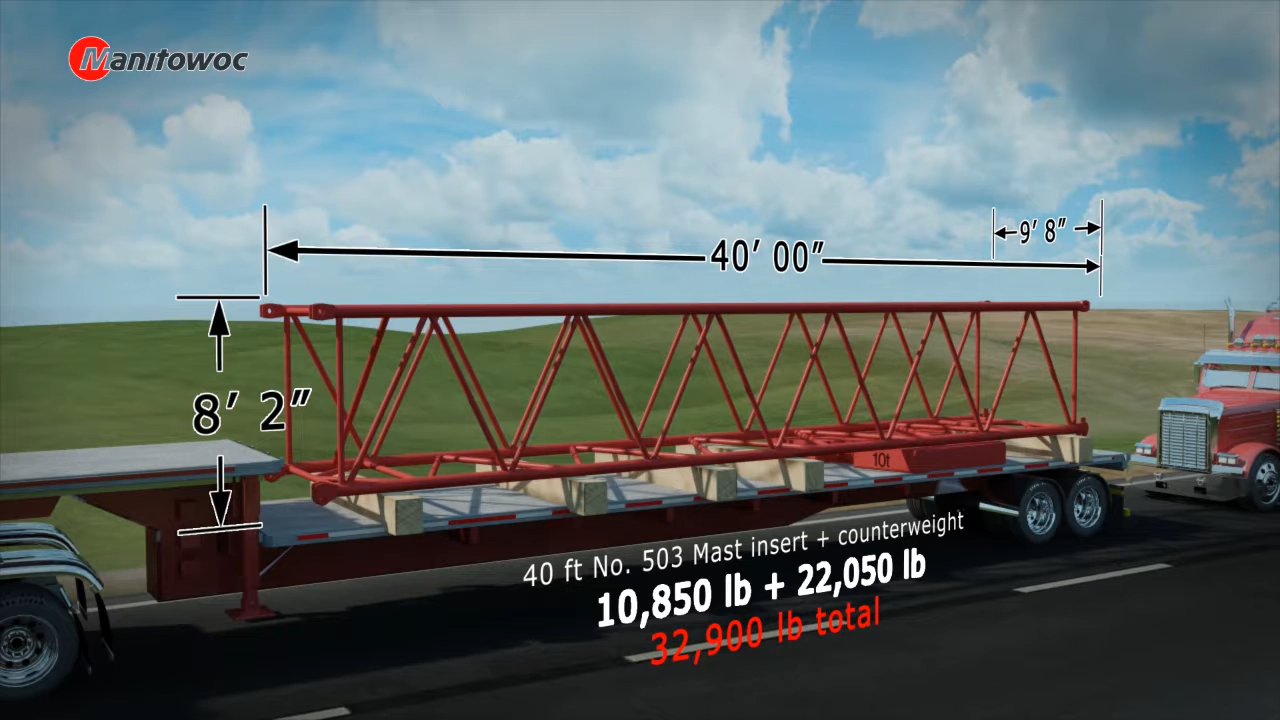 Manitowoc
9' 8"
40' 00"
8' 2"
10t
40 ft No. 503 Mast insert + counterweight
10,850 lb + 22,050 lb
32,900 lb total